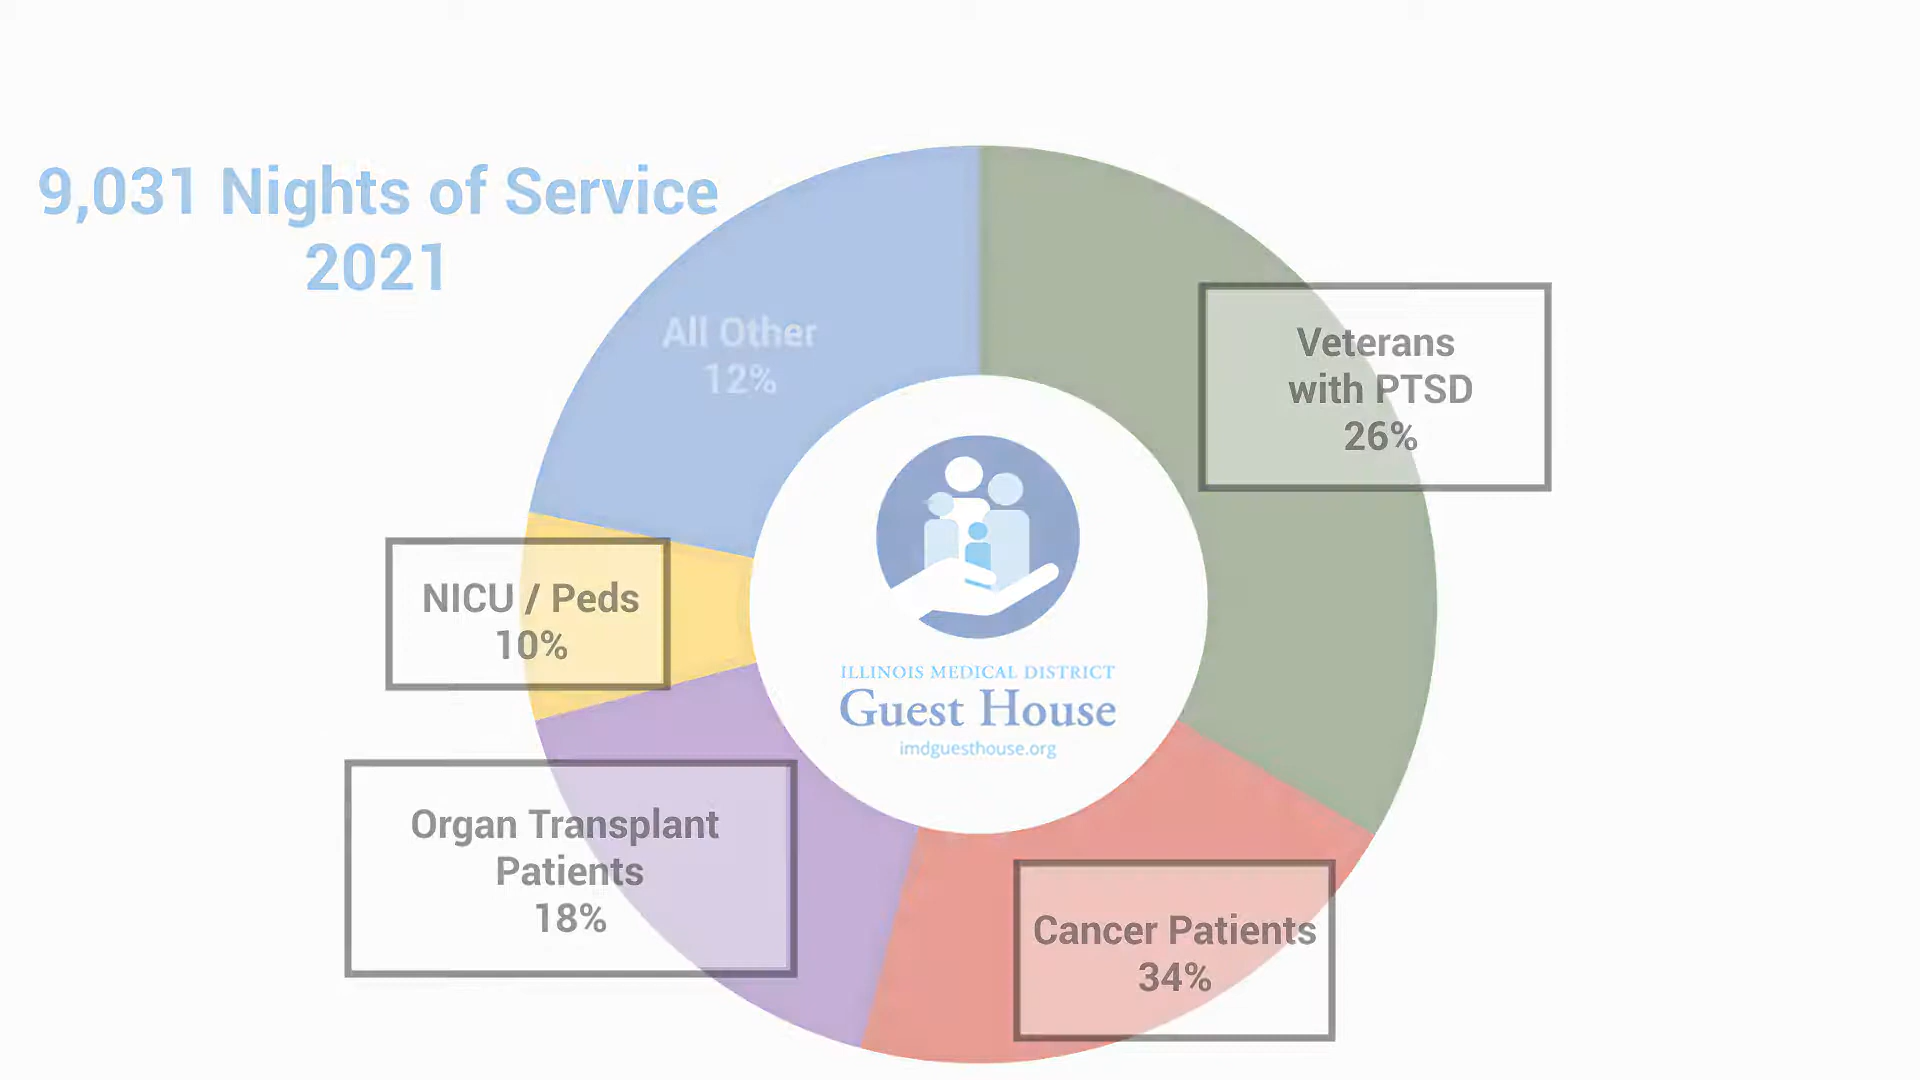 9,031 Nights of Service
2021
All Other
12%
Veterans
with PTSD
26%
NICU / Peds
10%
ILLINOIS MEDICAL DISTRICT
Guest House
imdguesthouse.org
Organ Transplant
Patients
18%
Cancer Patients
34%